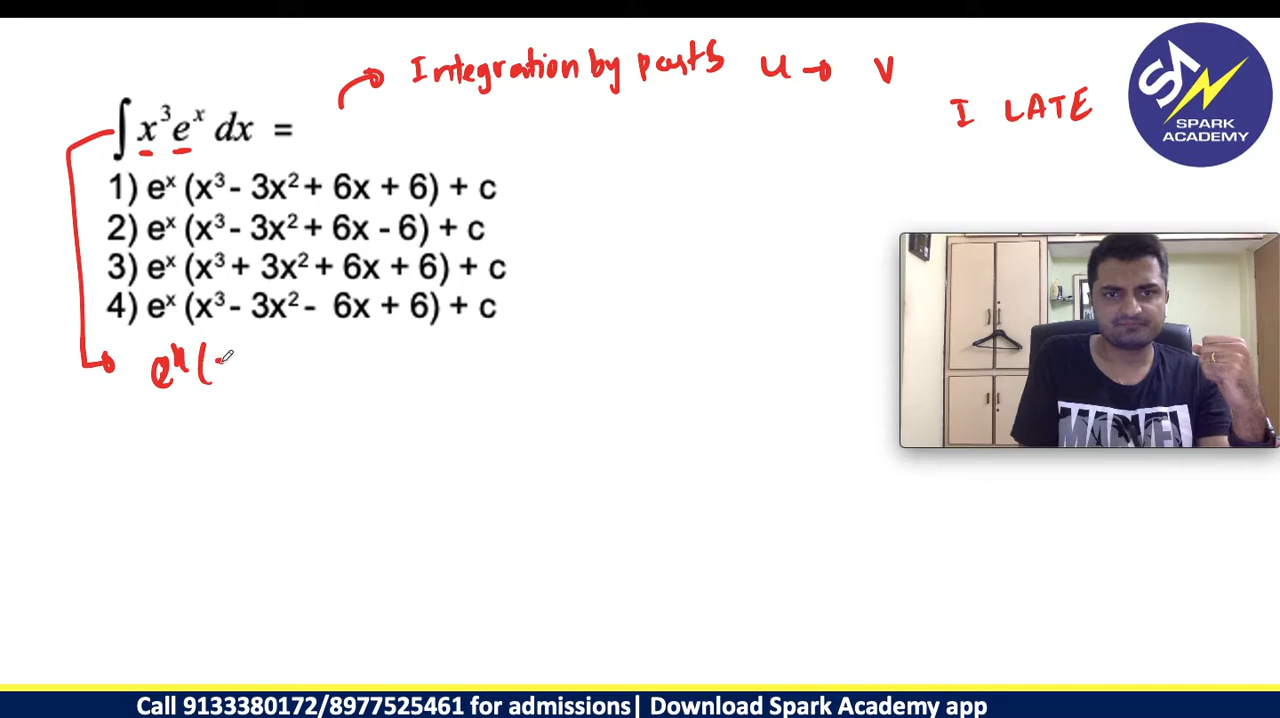 Integration by parts u → v
I LATE
SPARK
ACADEMY
∫ x³ eˣ dx =
1) eˣ (x³ - 3x² + 6x + 6) + c
2) eˣ (x³ - 3x² + 6x - 6) + c
3) eˣ (x³ + 3x² + 6x + 6) + c
4) eˣ (x³ - 3x² - 6x + 6) + c
eˣ (
MARVEL
Call 9133380172/8977525461 for admissions| Download Spark Academy app